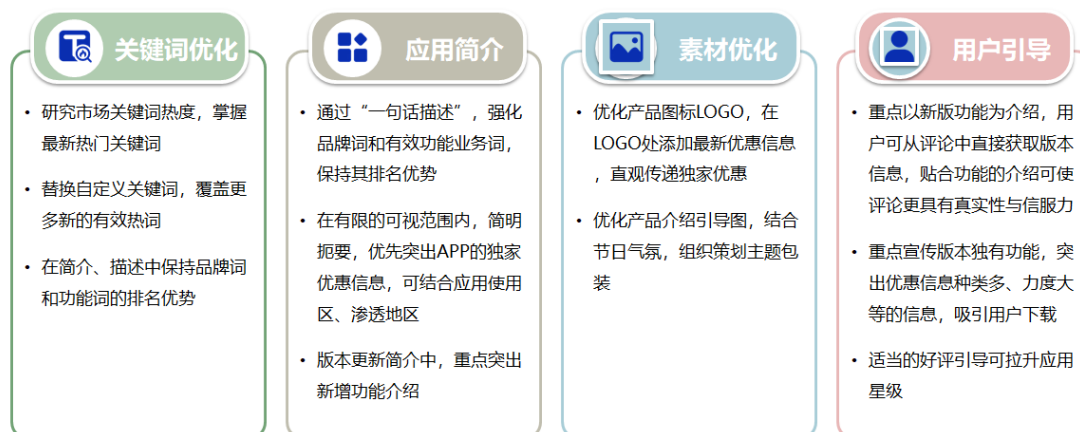 关键词优化
• 研究市场关键词热度，掌握
最新热门关键词
• 替换自定义关键词，覆盖更
多新的有效热词
• 在简介、描述中保持品牌词
和功能词的排名优势
应用简介
• 通过“一句话描述”，强化
品牌词和有效功能业务词，
保持其排名优势
• 在有限的可视范围内，简明
扼要，优先突出APP的独家
优惠信息，可结合应用使用
区、渗透地区
• 版本更新简介中，重点突出
新增功能介绍
素材优化
• 优化产品图标LOGO，在
LOGO处添加最新优惠信息
，直观传递独家优惠
• 优化产品介绍引导图，结合
节日气氛，组织策划主题包
装
用户引导
• 重点以新版功能为介绍，用
户可从评论中直接获取版本
信息，贴合功能的介绍可使
评论更具有真实性与信服力
• 重点宣传版本独有功能，突
出优惠信息种类多、力度大
等的信息，吸引用户下载
• 适当的好评引导可拉升应用
星级